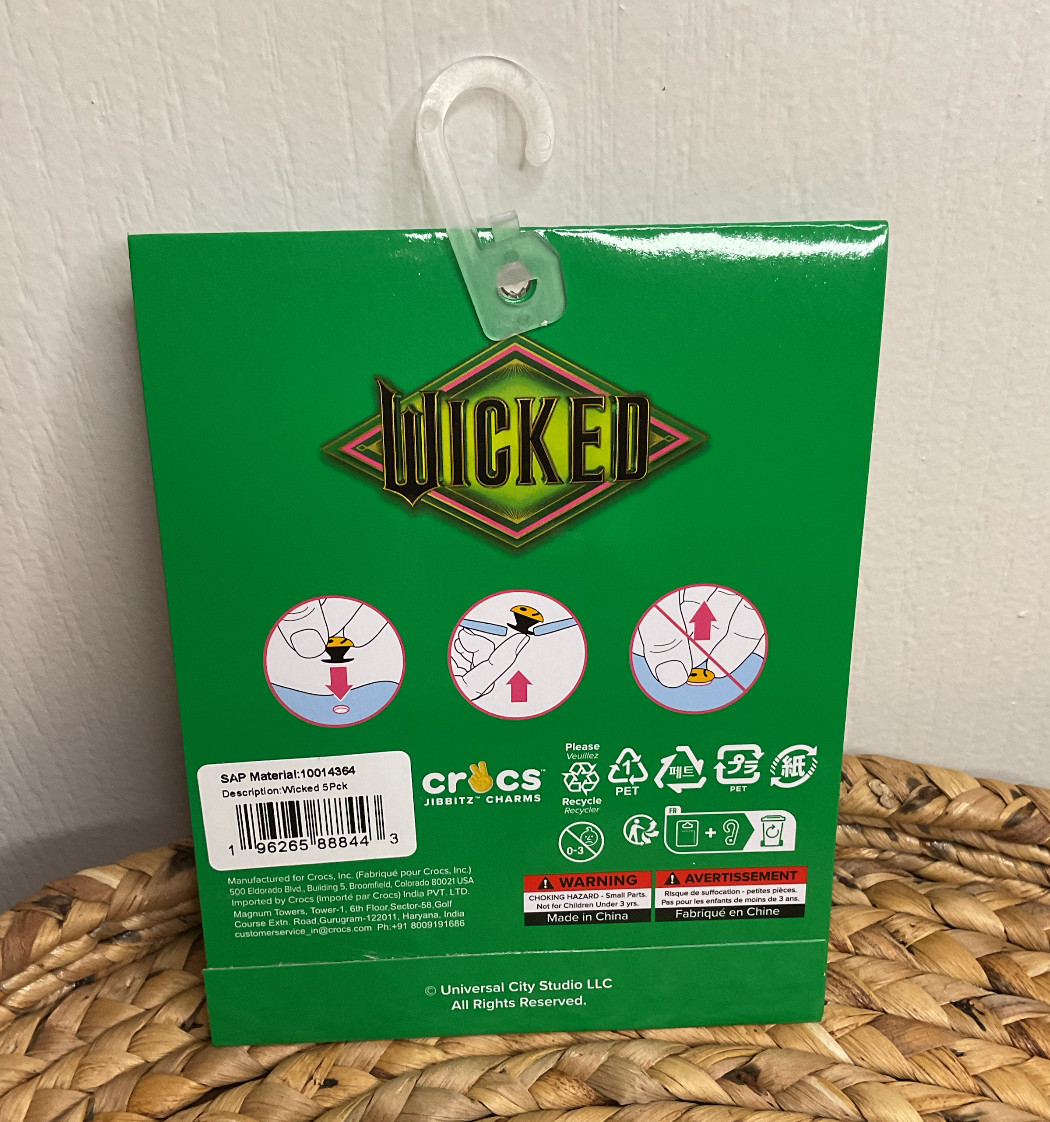 WICKED
SAP Material:10014364
Description:Wicked 5Pck
1 96265 88844 3
crocs™
JIBBITZ™ CHARMS
Please
Veuillez
Recycle
Recycler
1
PET
페트
プラ
PET
紙
0-3
FR
+
Manufactured for Crocs, Inc. (Fabriqué pour Crocs, Inc.)
500 Eldorado Blvd., Building 5, Broomfield, Colorado 80021 USA
Imported by Crocs (Importé par Crocs) India PVT. LTD.
Magnum Towers, Tower-1, 6th Floor,Sector-58,Golf
Course Extn. Road,Gurugram-122011, Haryana, India
customerservice_in@crocs.com Ph:+91 8009191686
WARNING
CHOKING HAZARD - Small Parts.
Not for Children Under 3 yrs.
Made in China
AVERTISSEMENT
Risque de suffocation - petites pièces.
Pas pour les enfants de moins de 3 ans.
Fabriqué en Chine
© Universal City Studio LLC
All Rights Reserved.